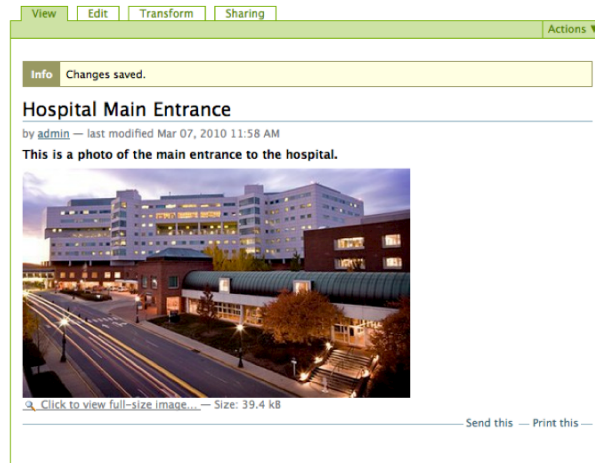 View Edit Transform Sharing
Actions
Info Changes saved.
Hospital Main Entrance
by admin — last modified Mar 07, 2010 11:58 AM
This is a photo of the main entrance to the hospital.
Click to view full-size image... — Size: 39.4 kB
Send this — Print this —